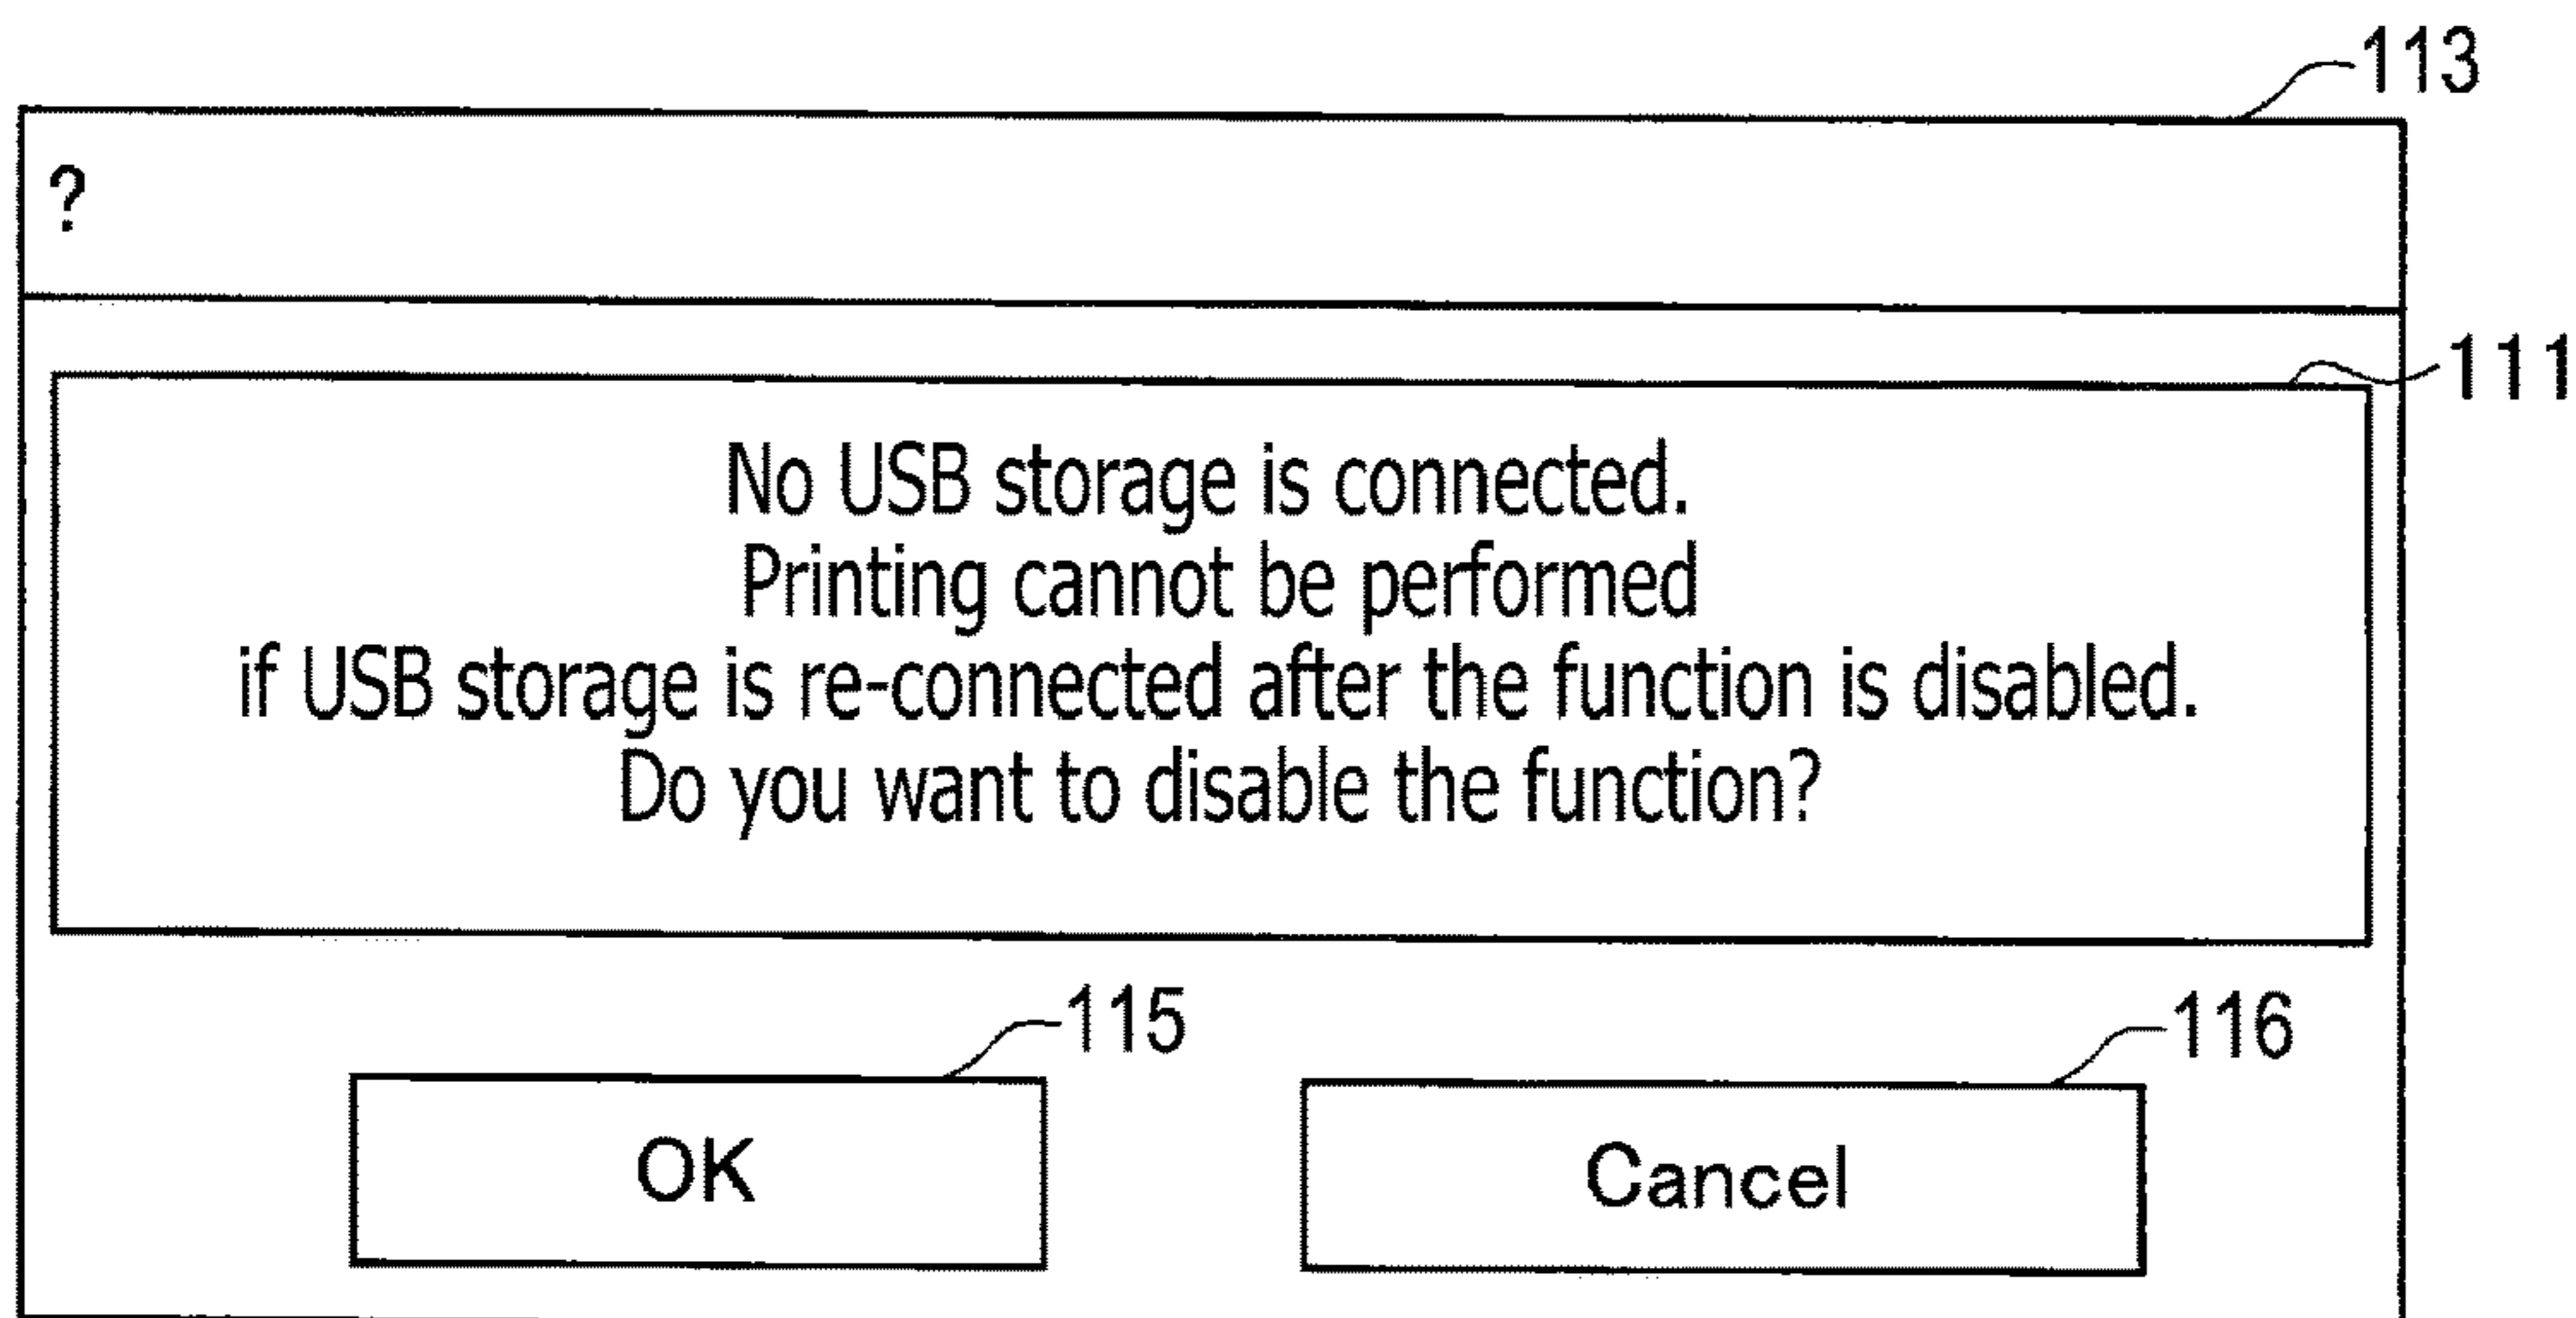 113
?
111
No USB storage is connected.
Printing cannot be performed
if USB storage is re-connected after the function is disabled.
Do you want to disable the function?
115
116
OK
Cancel